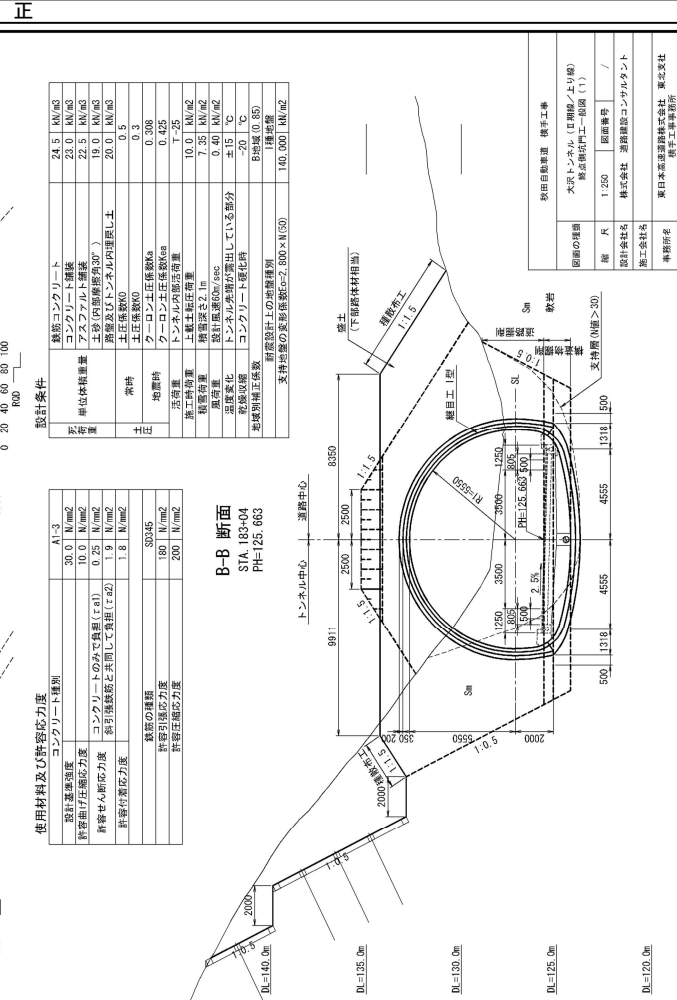 正
0 20 40 60 80 100
RQD
設計条件
死荷重
単位体積重量
鉄筋コンクリート 24.5 kN/m3
コンクリート舗装 23.0 kN/m3
アスファルト舗装 22.5 kN/m3
土砂(内部摩擦角30°) 19.0 kN/m3
路盤及びトンネル内埋戻し土 20.0 kN/m3
土圧
常時
土圧係数K0 0.5
土圧係数K0 0.3
地震時
クーロン土圧係数Ka 0.308
クーロン土圧係数Kea 0.425
活荷重 トンネル内部活荷重 T-25
施工時荷重 上載土転圧荷重 10.0 kN/m2
積雪荷重 積雪深さ2.1m 7.35 kN/m2
風荷重 設計風速60m/sec 0.40 kN/m2
温度変化 トンネル先端が露出している部分 ±15 ℃
乾燥収縮 コンクリート硬化時 -20 ℃
地域別補正係数 B地域(0.85)
耐震設計上の地盤種別 I種地盤
支持地盤の変形係数Eo=2,800×N(50) 140,000 kN/m2
使用材料及び許容応力度
コンクリート種別 A1-3
設計基準強度 30.0 N/mm2
許容曲げ圧縮応力度 10.0 N/mm2
許容せん断応力度
コンクリートのみで負担(τa1) 0.25 N/mm2
斜引張鉄筋と共同して負担(τa2) 1.9 N/mm2
許容付着応力度 1.8 N/mm2
鉄筋の種類 SD345
許容引張応力度 180 N/mm2
許容圧縮応力度 200 N/mm2
B-B 断面
STA.183+04
PH=125.663
トンネル中心
道路中心
9911
8350
2500
2500
盛土
(下部路体材相当)
種散布工
1:1.5
1:1.5
1:1.5
種散布工
1:1.5
2000
1:0.5
2000
1:0.5
継目工 I型
R1=5550
SL
3500
3500
1250
1250
805
805
500
500
PH=125.663
2.5%
200
350
5550
2000
500
1318
4555
4555
1318
500
Sm
Sm
軟岩
1:0.5
1:0.5
支持層(N値>30)
DL=140.0m
DL=135.0m
DL=130.0m
DL=125.0m
DL=120.0m
秋田自動車道 横手工事
図面の種類 大沢トンネル(Ⅱ期線/上り線)
終点側坑門工一般図(1)
縮尺 1:250 図面番号 /
設計会社名 株式会社 道路建設コンサルタント
施工会社名
事務所名 東日本高速道路株式会社 東北支社
横手工事事務所